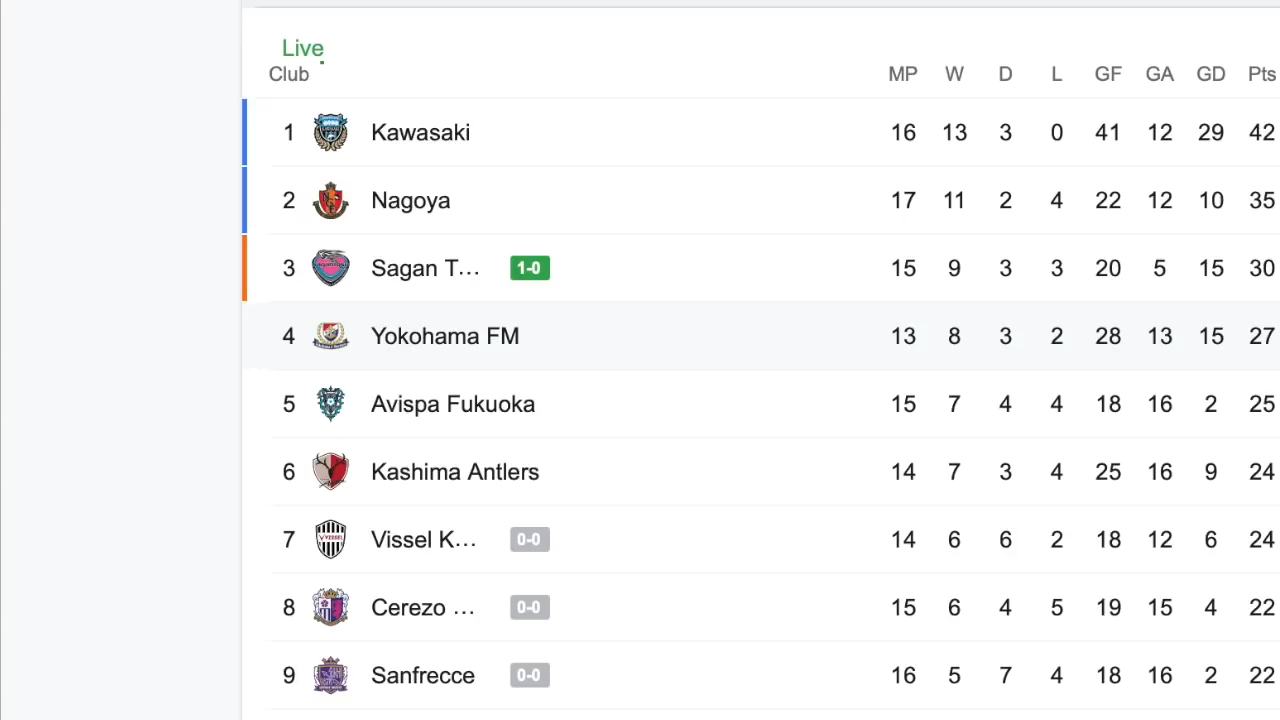 Live
Club MP W D L GF GA GD Pts
1 Kawasaki 16 13 3 0 41 12 29 42
2 Nagoya 17 11 2 4 22 12 10 35
3 Sagan T... 1-0 15 9 3 3 20 5 15 30
4 Yokohama FM 13 8 3 2 28 13 15 27
5 Avispa Fukuoka 15 7 4 4 18 16 2 25
6 Kashima Antlers 14 7 3 4 25 16 9 24
7 Vissel K... 0-0 14 6 6 2 18 12 6 24
8 Cerezo ... 0-0 15 6 4 5 19 15 4 22
9 Sanfrecce 0-0 16 5 7 4 18 16 2 22